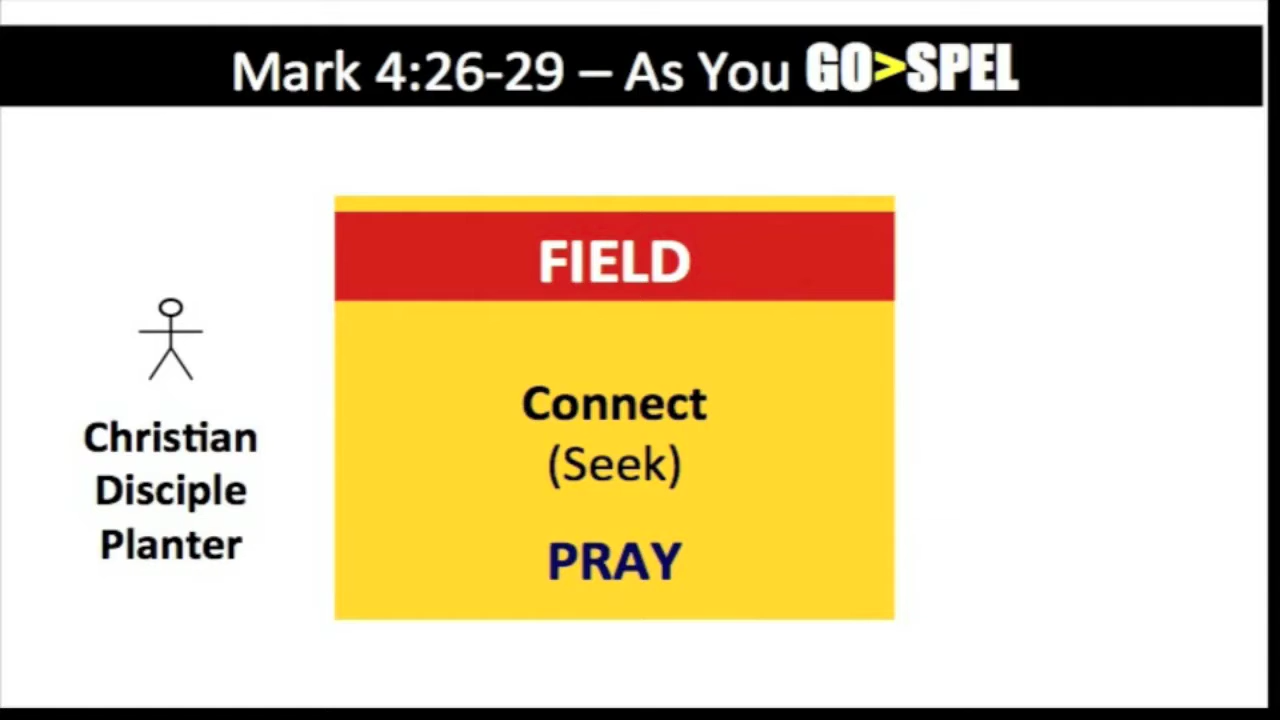 Mark 4:26-29 – As You GO>SPEL
FIELD
Connect
(Seek)
PRAY
Christian
Disciple
Planter